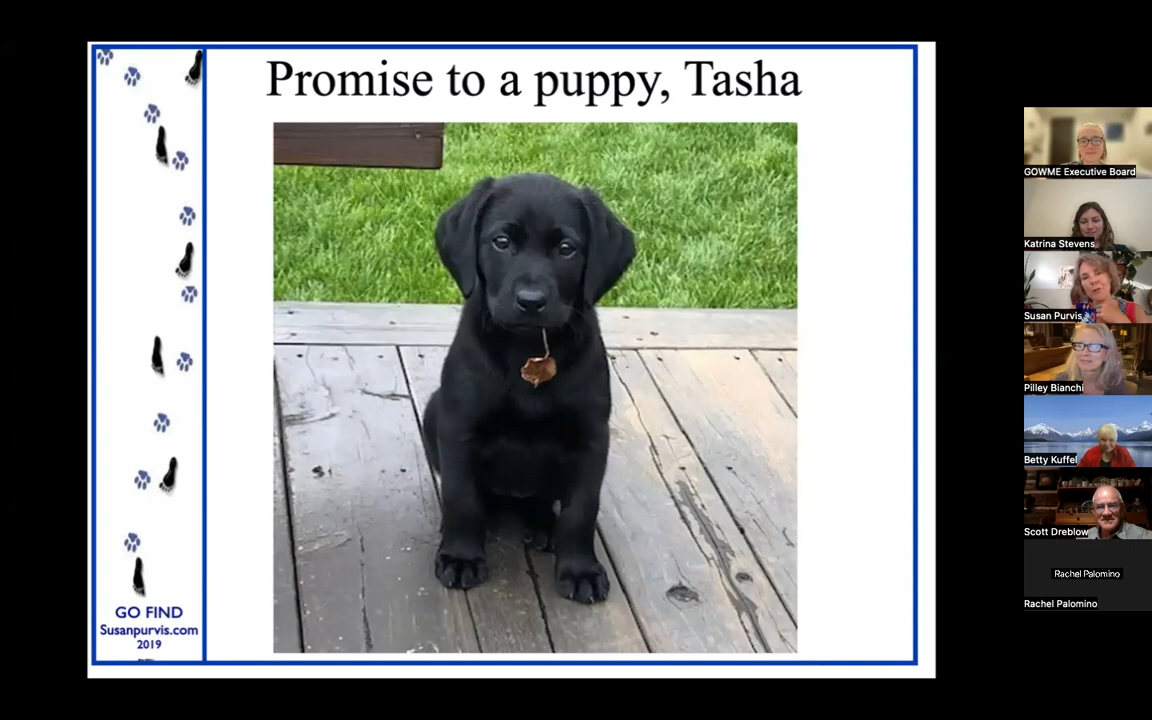 Promise to a puppy, Tasha
GO FIND
Susanpurvis.com
2019
GOWME Executive Board
Katrina Stevens
Susan Purvis
Pilley Bianchi
Betty Kuffel
Scott Dreblow
Rachel Palomino
Rachel Palomino